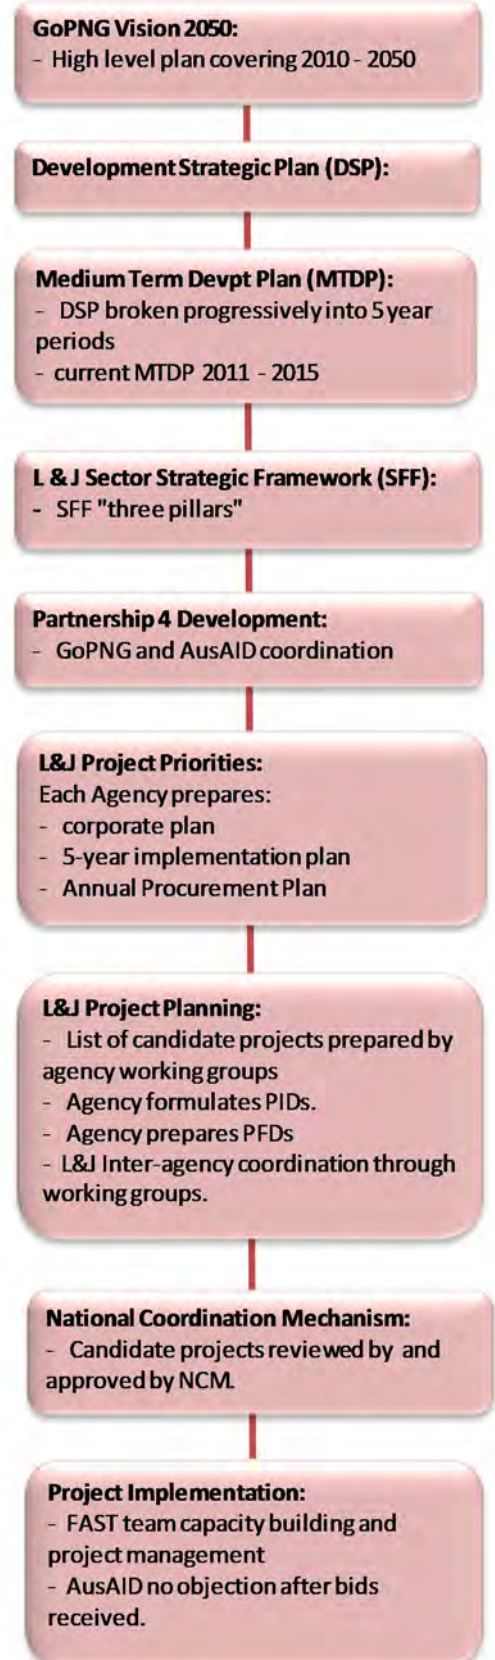 GoPNG Vision 2050:
- High level plan covering 2010 - 2050
Development Strategic Plan (DSP):
Medium Term Devpt Plan (MTDP):
- DSP broken progressively into 5 year
periods
- current MTDP 2011 - 2015
L & J Sector Strategic Framework (SFF):
- SFF "three pillars"
Partnership 4 Development:
- GoPNG and AusAID coordination
L&J Project Priorities:
Each Agency prepares:
- corporate plan
- 5-year implementation plan
- Annual Procurement Plan
L&J Project Planning:
- List of candidate projects prepared by
agency working groups
- Agency formulates PIDs.
- Agency prepares PFDs
- L&J Inter-agency coordination through
working groups.
National Coordination Mechanism:
- Candidate projects reviewed by and
approved by NCM.
Project Implementation:
- FAST team capacity building and
project management
- AusAID no objection after bids
received.